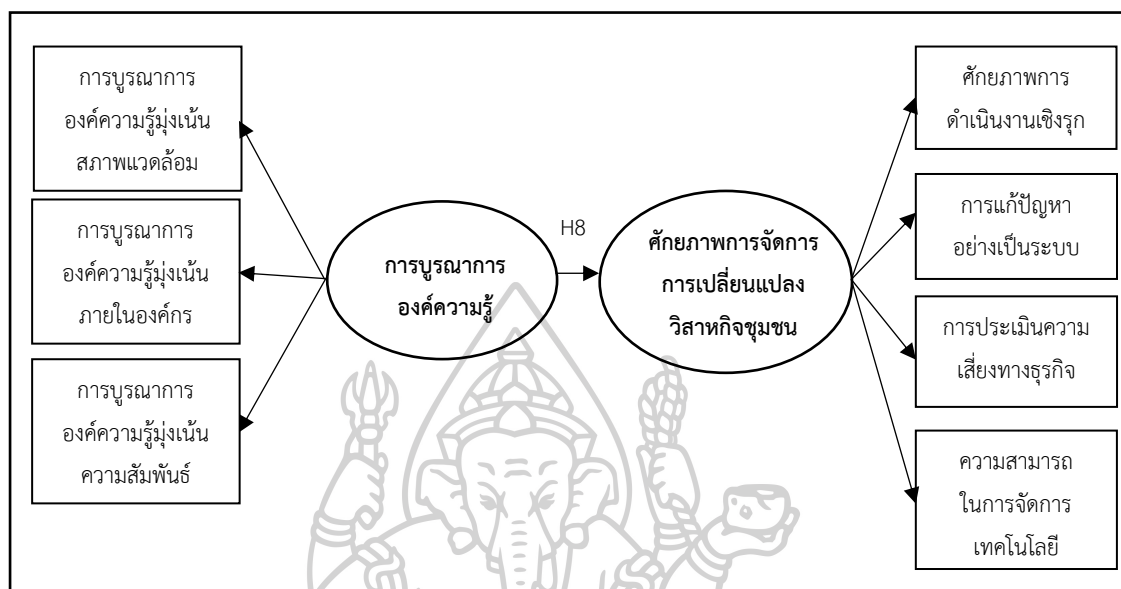 การบูรณาการ
องค์ความรู้มุ่งเน้น
สภาพแวดล้อม
การบูรณาการ
องค์ความรู้มุ่งเน้น
ภายในองค์กร
การบูรณาการ
องค์ความรู้มุ่งเน้น
ความสัมพันธ์
การบูรณาการ
องค์ความรู้
H8
ศักยภาพการจัดการ
การเปลี่ยนแปลง
วิสาหกิจชุมชน
ศักยภาพการ
ดำเนินงานเชิงรุก
การแก้ปัญหา
อย่างเป็นระบบ
การประเมินความ
เสี่ยงทางธุรกิจ
ความสามารถ
ในการจัดการ
เทคโนโลยี